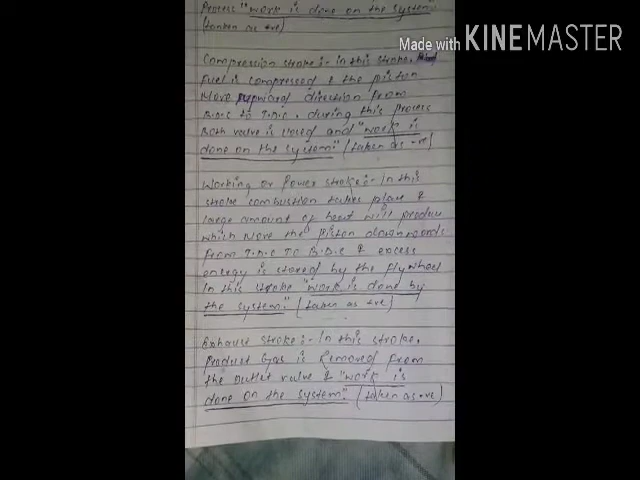 Process "work is done on the system"
(taken as +ve)
Made with KINEMASTER
Compression stroke:- in this stroke,
fuel is compressed & the piston
Move upward direction from
B.D.C to T.D.C, during this process
Both valve is closed and "work is
done on the system" (taken as -ve)
Working or Power stroke:- In this
stroke combustion takes place &
large amount of heat will produce
which Move the piston downwards
from T.D.C TO B.D.C & excess
energy is stored by the flywheel
In this stroke "work is done by
the system." (taken as +ve)
Exhaust stroke:- In this stroke,
product Gas is Removed from
the outlet valve & "work is
done on the system." (taken as -ve)